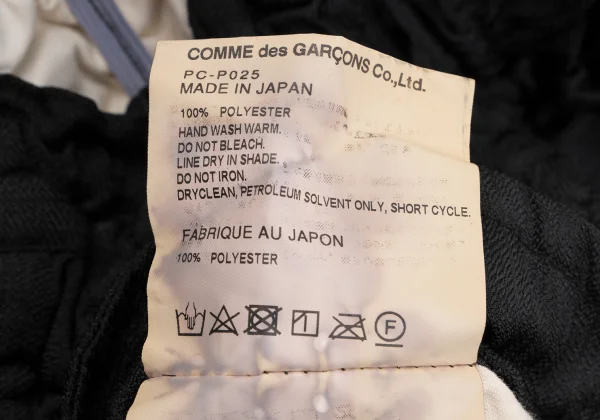 COMME des GARÇONS Co.,Ltd.
PC-P025
MADE IN JAPAN
100% POLYESTER
HAND WASH WARM.
DO NOT BLEACH.
LINE DRY IN SHADE.
DO NOT IRON.
DRYCLEAN, PETROLEUM SOLVENT ONLY, SHORT CYCLE.
FABRIQUE AU JAPON
100% POLYESTER
F